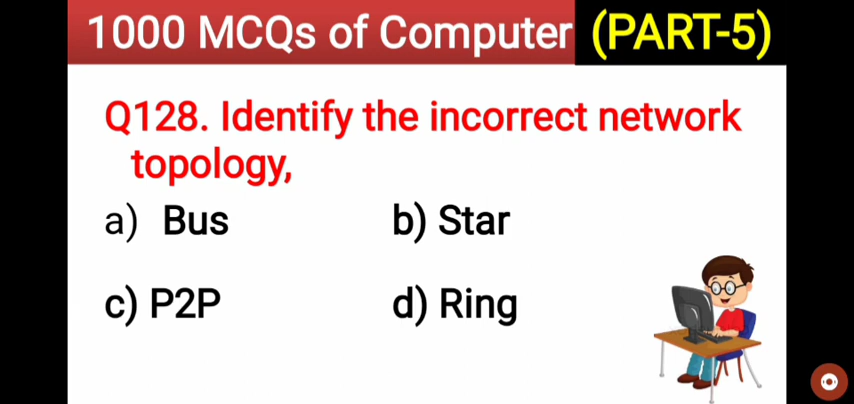 1000 MCQs of Computer (PART-5)
Q128. Identify the incorrect network
topology,
a) Bus b) Star
c) P2P d) Ring